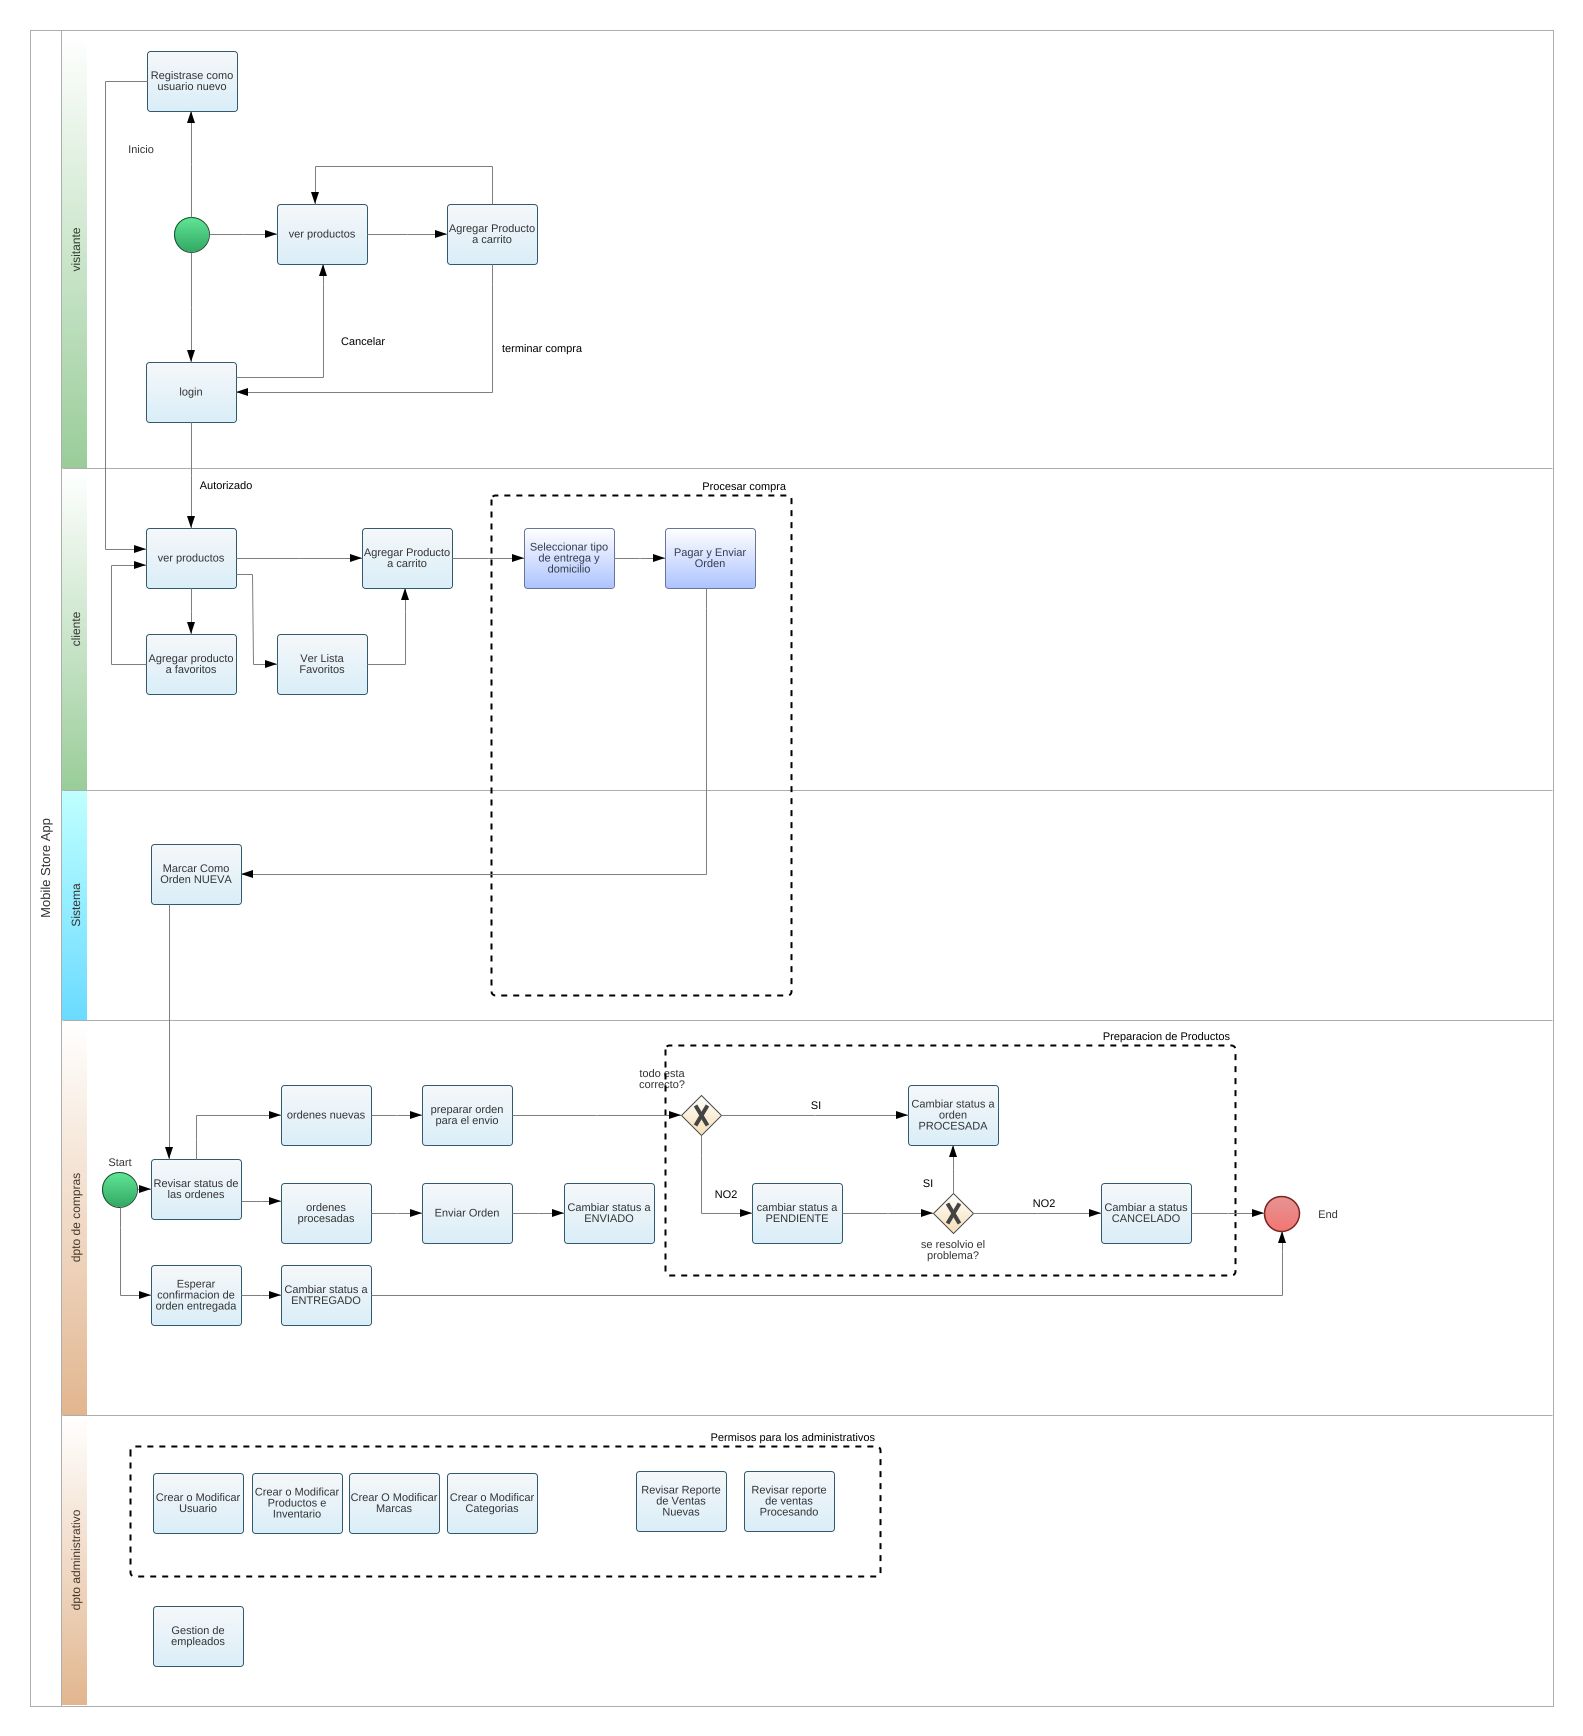 Mobile Store App
visitante
Registrase como
usuario nuevo
Inicio
ver productos
Agregar Producto
a carrito
Cancelar
terminar compra
login
cliente
Autorizado
Procesar compra
ver productos
Agregar Producto
a carrito
Seleccionar tipo
de entrega y
domicilio
Pagar y Enviar
Orden
Agregar producto
a favoritos
Ver Lista
Favoritos
Sistema
Marcar Como
Orden NUEVA
dpto de compras
Preparacion de Productos
todo esta
correcto?
ordenes nuevas
preparar orden
para el envio
SI
Cambiar status a
orden
PROCESADA
Start
Revisar status de
las ordenes
ordenes
procesadas
Enviar Orden
Cambiar status a
ENVIADO
NO2
cambiar status a
PENDIENTE
SI
se resolvio el
problema?
NO2
Cambiar a status
CANCELADO
End
Esperar
confirmacion de
orden entregada
Cambiar status a
ENTREGADO
dpto administrativo
Permisos para los administrativos
Crear o Modificar
Usuario
Crear o Modificar
Productos e
Inventario
Crear O Modificar
Marcas
Crear o Modificar
Categorias
Revisar Reporte
de Ventas
Nuevas
Revisar reporte
de ventas
Procesando
Gestion de
empleados